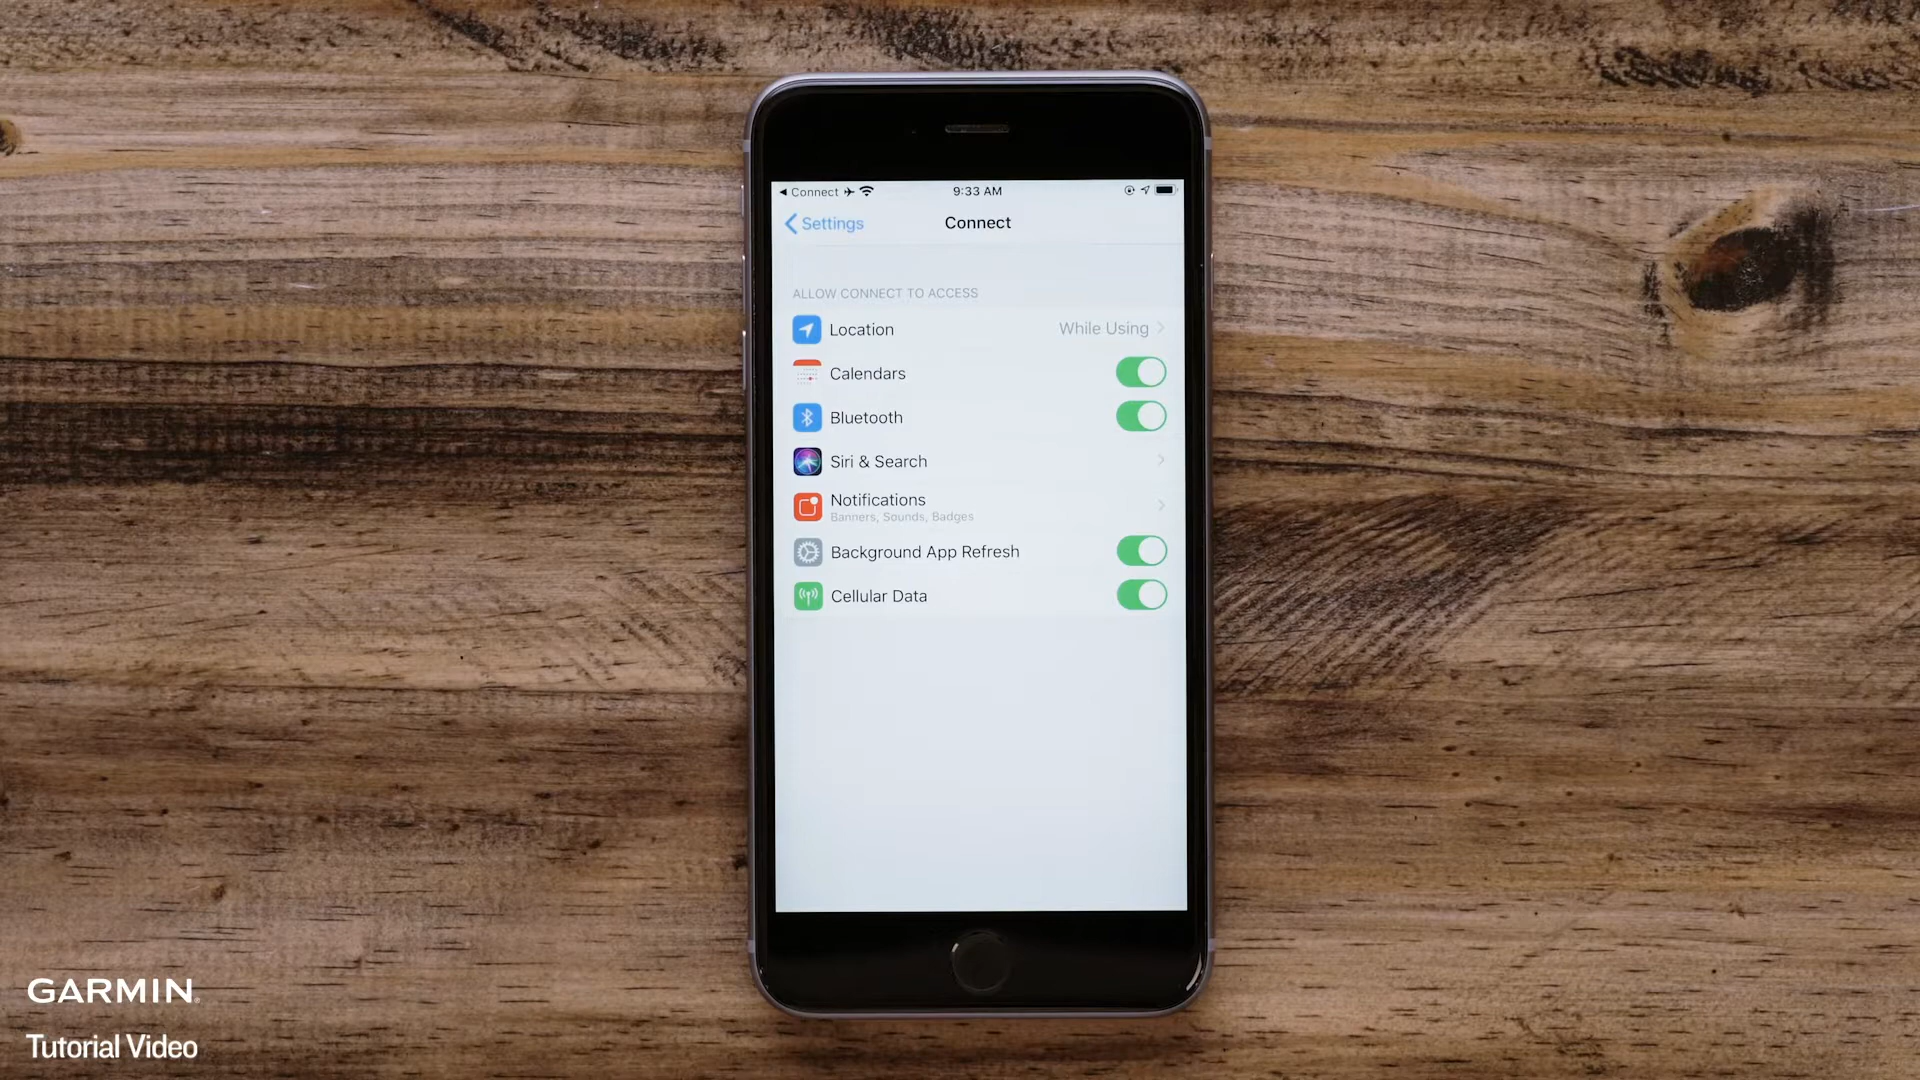 Connect 9:33 AM
Settings Connect
ALLOW CONNECT TO ACCESS
Location While Using
Calendars
Bluetooth
Siri & Search
Notifications
Banners, Sounds, Badges
Background App Refresh
Cellular Data
GARMIN
Tutorial Video